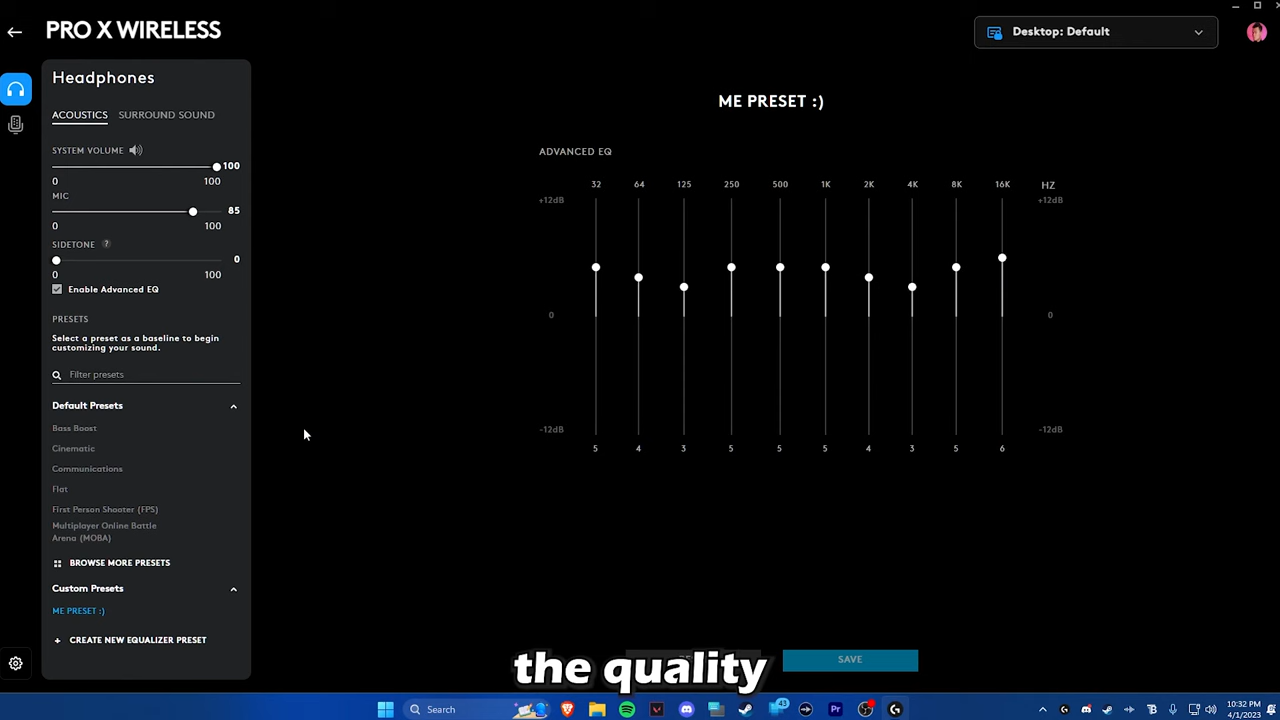 PRO X WIRELESS
Desktop: Default
Headphones
ACOUSTICS SURROUND SOUND
SYSTEM VOLUME
100
0 100
MIC
85
0 100
SIDETONE ?
0
0 100
Enable Advanced EQ
PRESETS
Select a preset as a baseline to begin
customizing your sound.
Filter presets
Default Presets
Bass Boost
Cinematic
Communications
Flat
First Person Shooter (FPS)
Multiplayer Online Battle
Arena (MOBA)
BROWSE MORE PRESETS
Custom Presets
ME PRESET :)
+ CREATE NEW EQUALIZER PRESET
ME PRESET :)
ADVANCED EQ
32 64 125 250 500 1K 2K 4K 8K 16K HZ
+12dB +12dB
0 0
-12dB -12dB
5 4 3 5 5 5 4 3 5 6
SAVE
the quality
Search
43
Pr
10:32 PM
4/1/2023